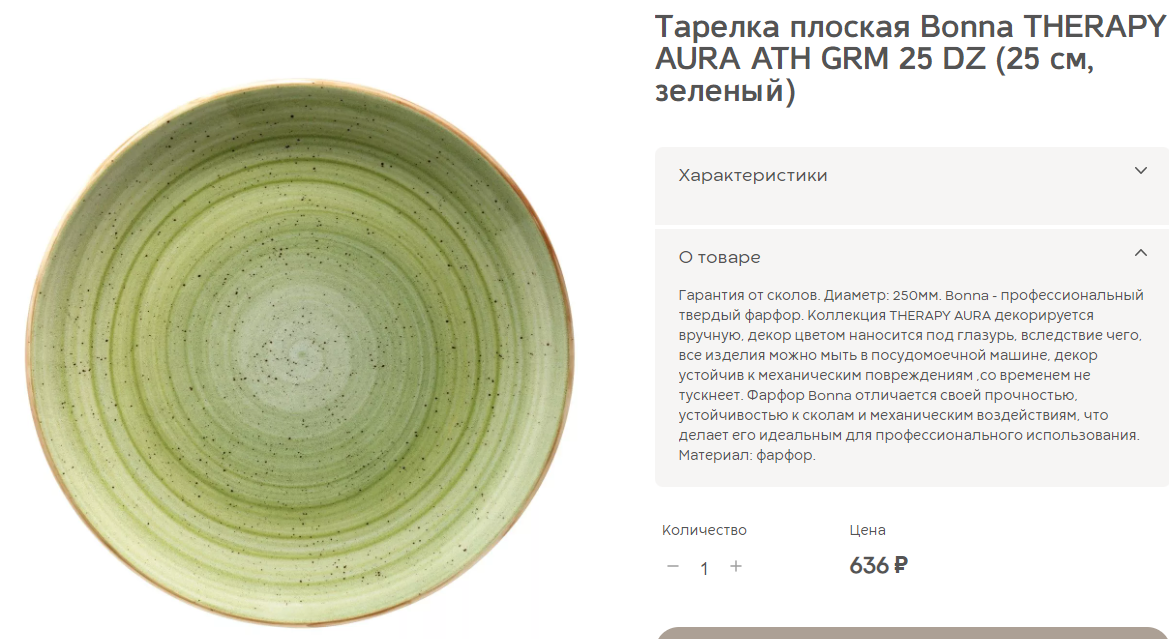 Тарелка плоская Bonna THERAPY
AURA ATH GRM 25 DZ (25 см,
зеленый)
Характеристики
О товаре
Гарантия от сколов. Диаметр: 250мм. Bonna - профессиональный
твердый фарфор. Коллекция THERAPY AURA декорируется
вручную, декор цветом наносится под глазурь, вследствие чего,
все изделия можно мыть в посудомоечной машине, декор
устойчив к механическим повреждениям ,со временем не
тускнеет. Фарфор Bonna отличается своей прочностью,
устойчивостью к сколам и механическим воздействиям, что
делает его идеальным для профессионального использования.
Материал: фарфор.
Количество
Цена
− 1 +
636 ₽